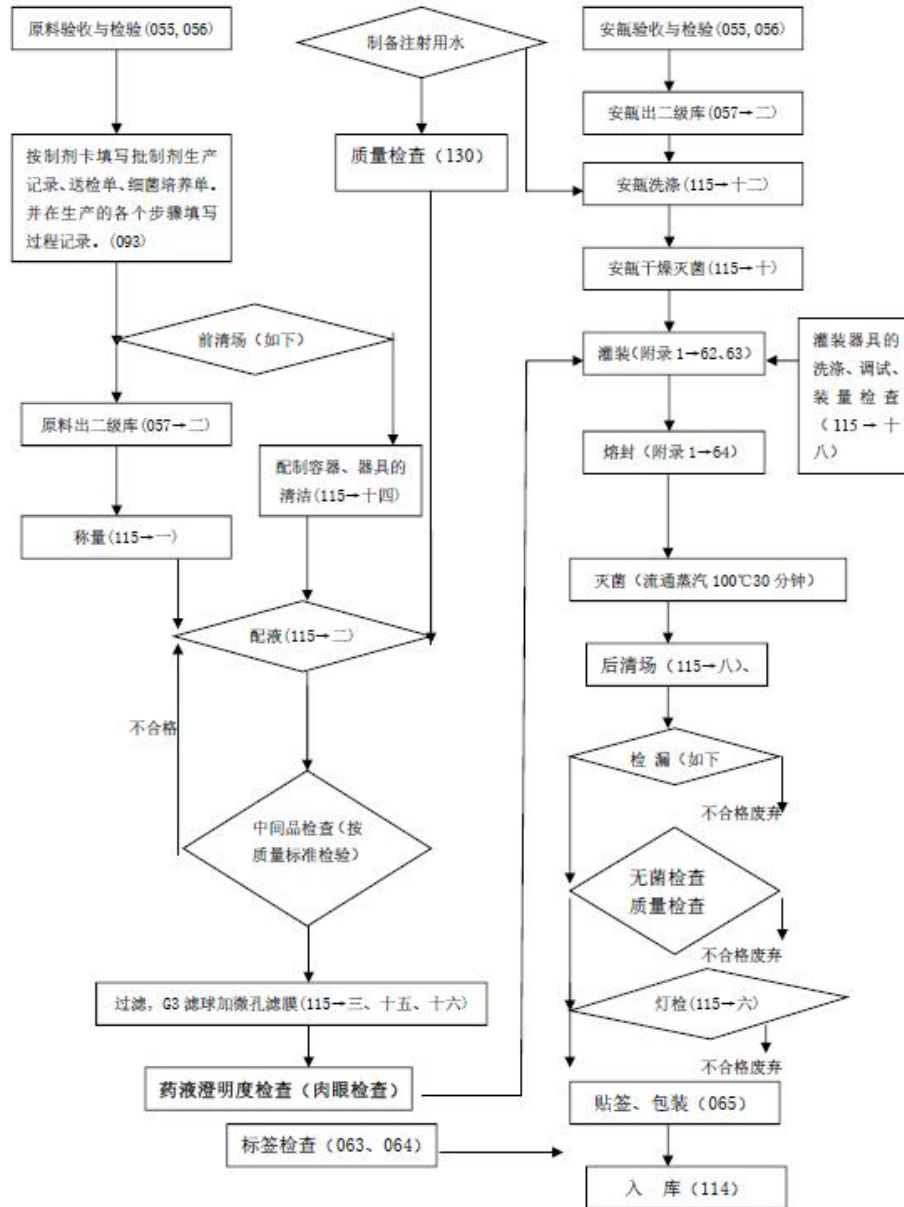 原料验收与检验(055,056)
按制剂卡填写批制剂生产
记录、送检单、细菌培养单。
并在生产的各个步骤填写
过程记录。(093)
前清场（如下）
原料出二级库(057→二)
配制容器、器具的
清洁(115→十四)
称量(115→一)
配液(115→二)
不合格
中间品检查(按
质量标准检验)
过滤，G3滤球加微孔滤膜(115→三、十五、十六)
药液澄明度检查（肉眼检查）
标签检查（063、064）
制备注射用水
质量检查（130）
安瓿验收与检验(055,056)
安瓿出二级库(057→二)
安瓿洗涤(115→十二)
安瓿干燥灭菌(115→十)
灌装(附录1→62、63)
灌装器具的
洗涤、调试、
装量检查
（115→十
八）
熔封（附录1→64)
灭菌（流通蒸汽100℃30分钟）
后清场（115→八）、
检 漏（如下
不合格废弃
无菌检查
质量检查
不合格废弃
灯检(115→六)
不合格废弃
贴签、包装（065）
入 库（114）